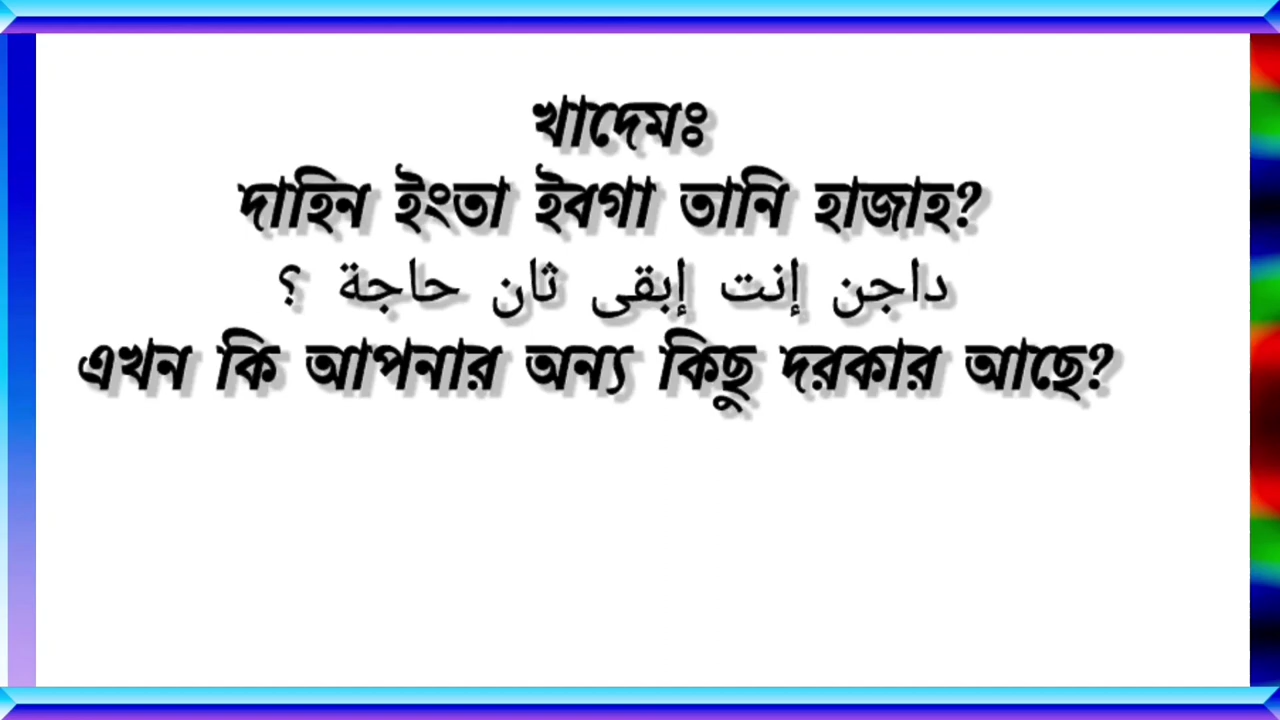 খাদেমঃ
দাহিন ইংতা ইবগা তানি হাজাহ?
داجن إنت إبقى ثان حاجة ؟
এখন কি আপনার অন্য কিছু দরকার আছে?